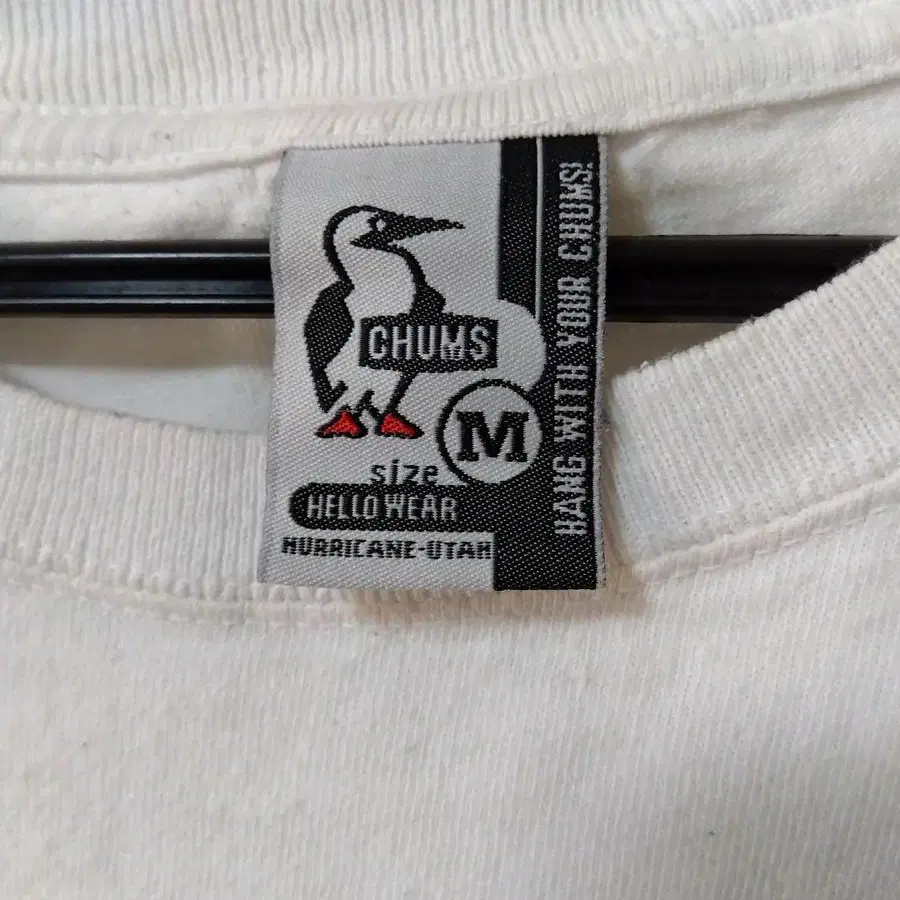 CHUMS
M
size
HELLO WEAR
HURRICANE-UTAH
HANG WITH YOUR CHUMS!